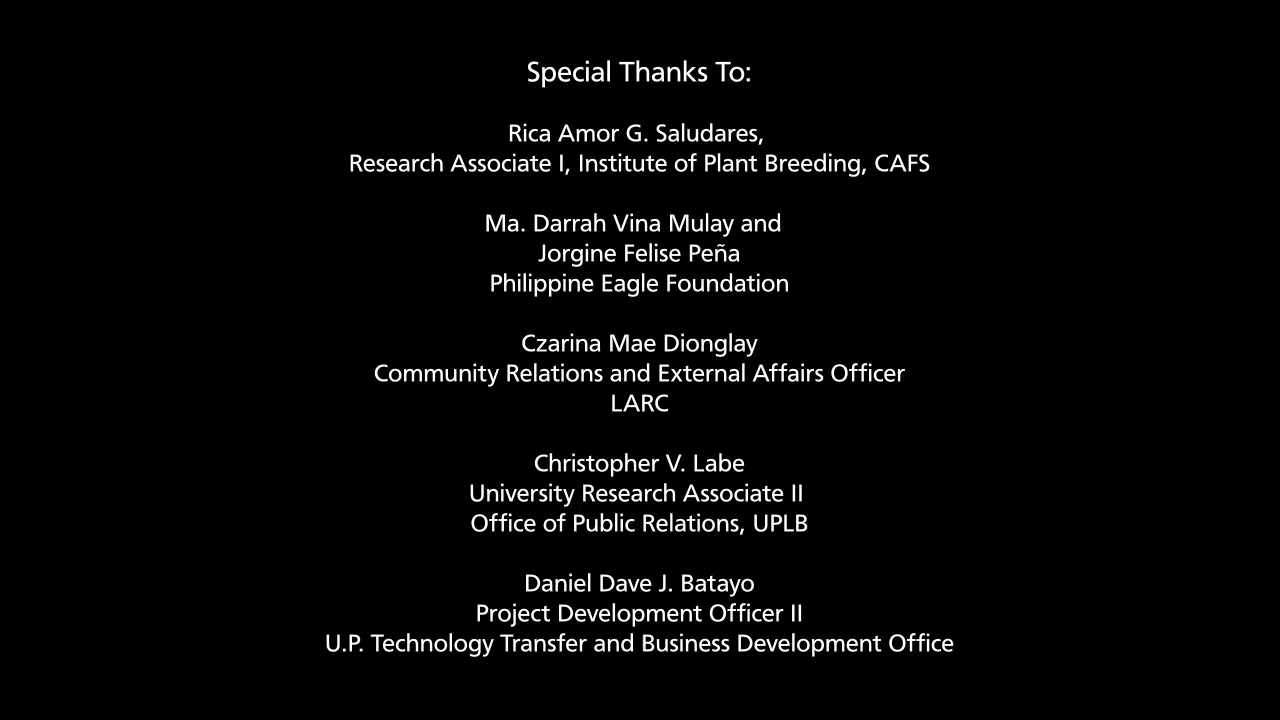 Special Thanks To:
Rica Amor G. Saludares,
Research Associate I, Institute of Plant Breeding, CAFS
Ma. Darrah Vina Mulay and
Jorgine Felise Peña
Philippine Eagle Foundation
Czarina Mae Dionglay
Community Relations and External Affairs Officer
LARC
Christopher V. Labe
University Research Associate II
Office of Public Relations, UPLB
Daniel Dave J. Batayo
Project Development Officer II
U.P. Technology Transfer and Business Development Office